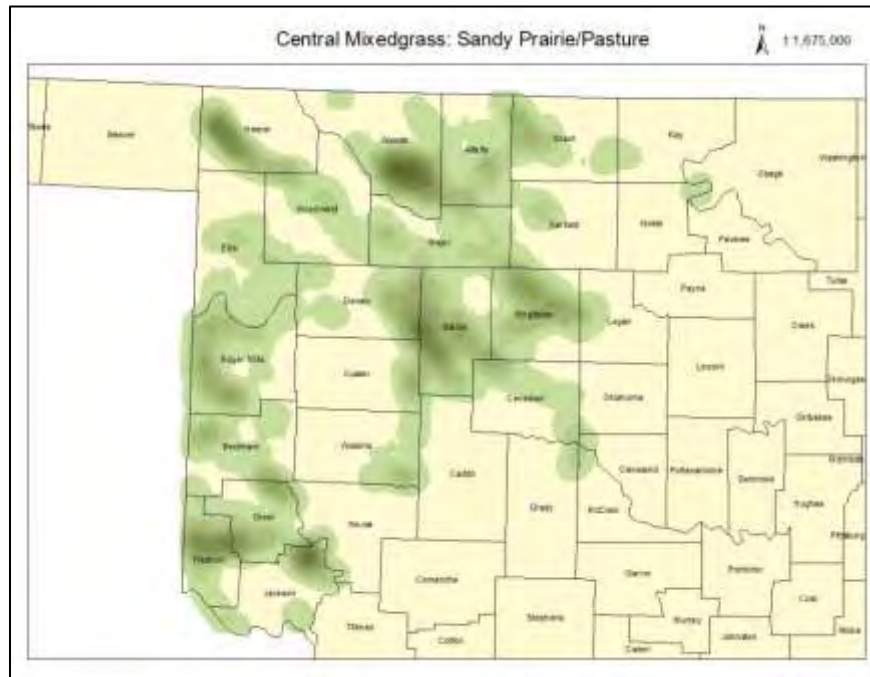 Central Mixedgrass: Sandy Prairie/Pasture
N
1:1,675,000
Beaver
Harper
Woods
Alfalfa
Grant
Kay
Osage
Washington
Woodward
Ellis
Major
Garfield
Noble
Pawnee
Dewey
Blaine
Kingfisher
Logan
Payne
Creek
Tulsa
Roger Mills
Custer
Canadian
Oklahoma
Lincoln
Okfuskee
Beckham
Washita
Caddo
Grady
Cleveland
Pottawatomie
Seminole
Hughes
McClain
Greer
Kiowa
Harmon
Jackson
Comanche
Garvin
Pontotoc
Pittsburg
Coal
Tillman
Cotton
Stephens
Murray
Carter
Johnston
Atoka